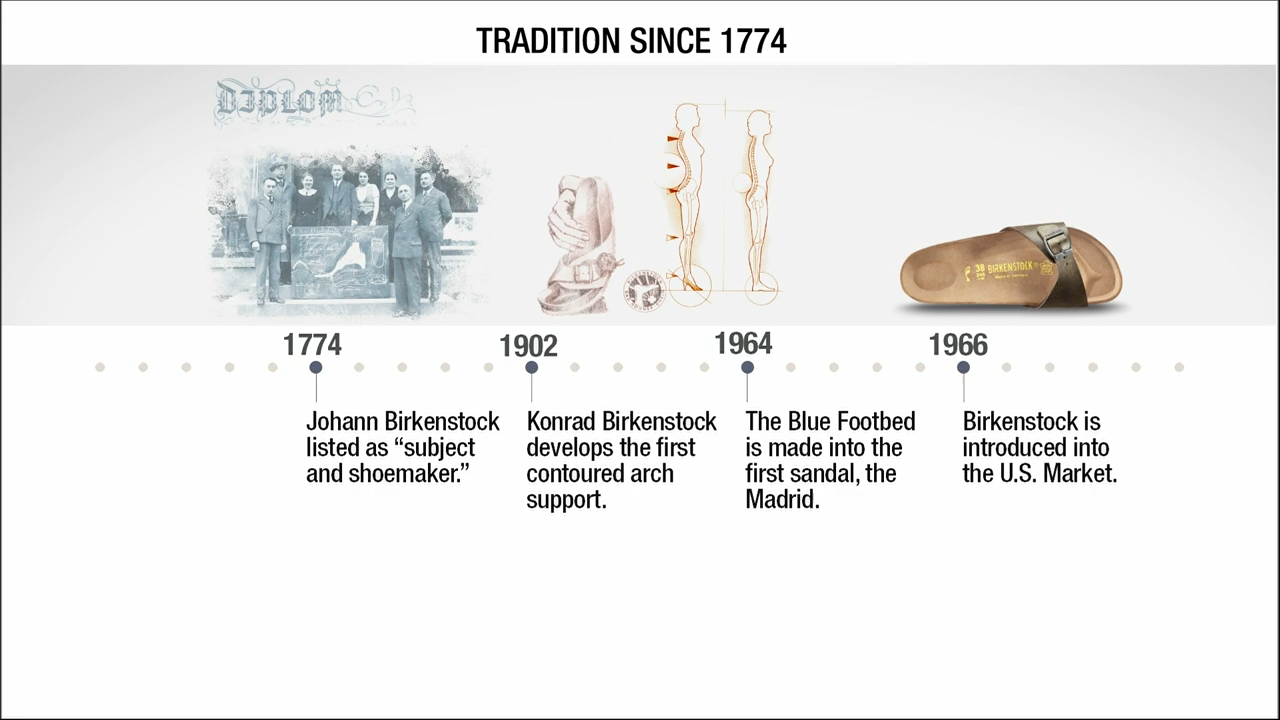 TRADITION SINCE 1774
Diplom
38
BIRKENSTOCK
1774
1902
1964
1966
Johann Birkenstock
listed as “subject
and shoemaker.”
Konrad Birkenstock
develops the first
contoured arch
support.
The Blue Footbed
is made into the
first sandal, the
Madrid.
Birkenstock is
introduced into
the U.S. Market.